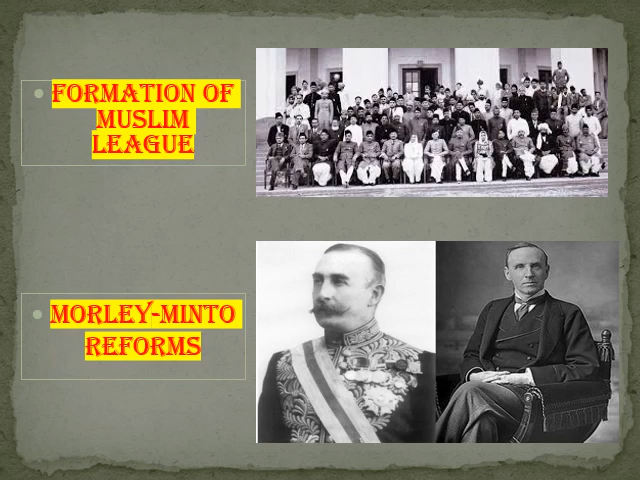 FORMATION OF
MUSLIM
LEAGUE
MORLEY-MINTO
REFORMS